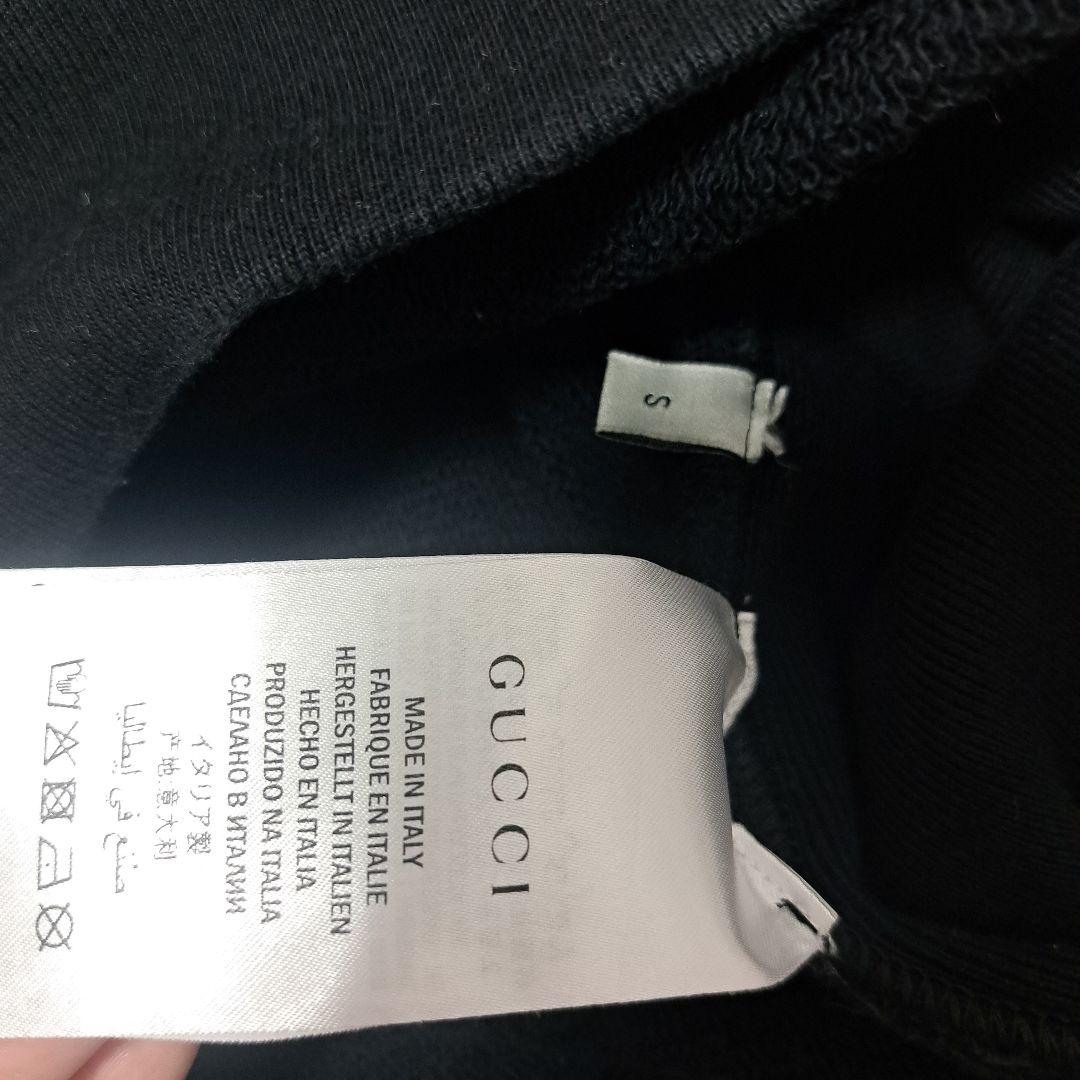 S
GUCCI
MADE IN ITALY
FABRIQUE EN ITALIE
HERGESTELLT IN ITALIEN
HECHO EN ITALIA
PRODUZIDO NA ITALIA
СДЕЛАНО В ИТАЛИИ
イタリア製
产地:意大利
صنع في إيطاليا